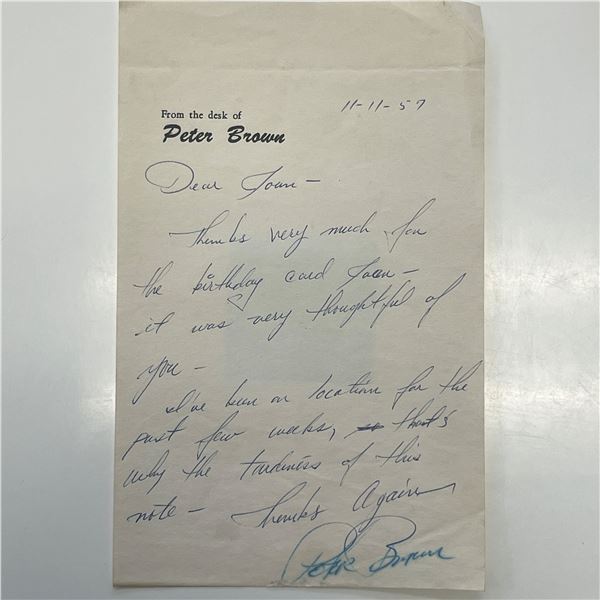 11-11-57
From the desk of
Peter Brown
Dear Joan -
Thanks very much for
the birthday card Joan -
it was very thoughtful of
you -
I've been on location for the
past few weeks, that's
why the tardiness of this
note - Thanks Again,
Peter Brown